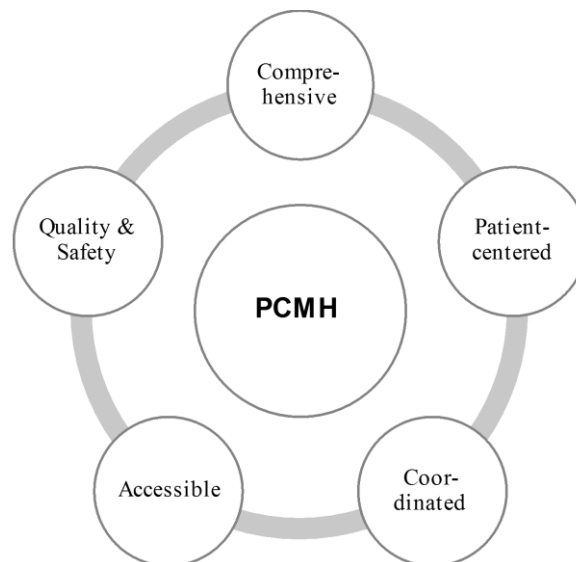 Compre-
hensive
Quality &
Safety
Patient-
centered
PCMH
Accessible
Coor-
dinated